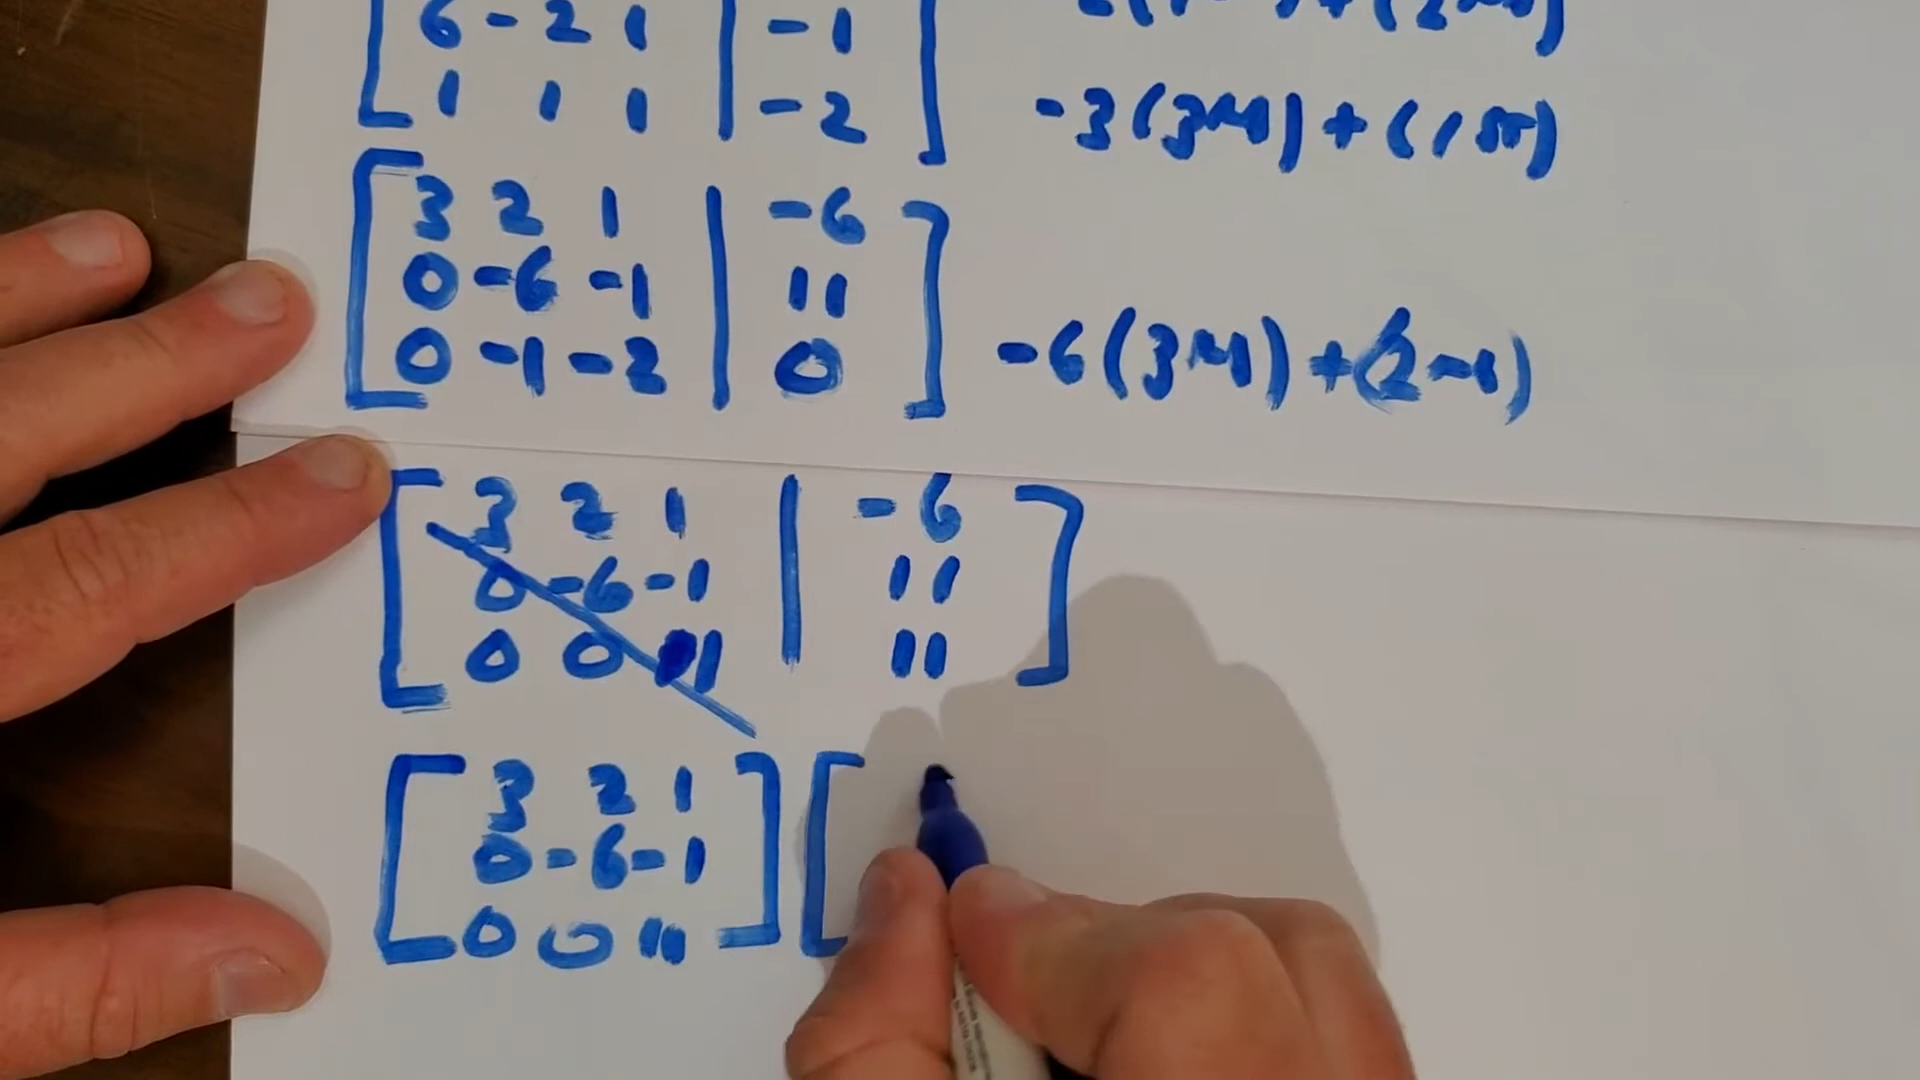 6 -2 1 | -1
1 1 1 | -2
-3(3rd)+(1st)
3 2 1 | -6
0 -6 -1 | 11
0 -1 -2 | 0
-6(3rd)+(2nd)
3 2 1 | -6
0 -6 -1 | 11
0 0 11 | 11
3 2 1
0 -6 -1
0 0 11